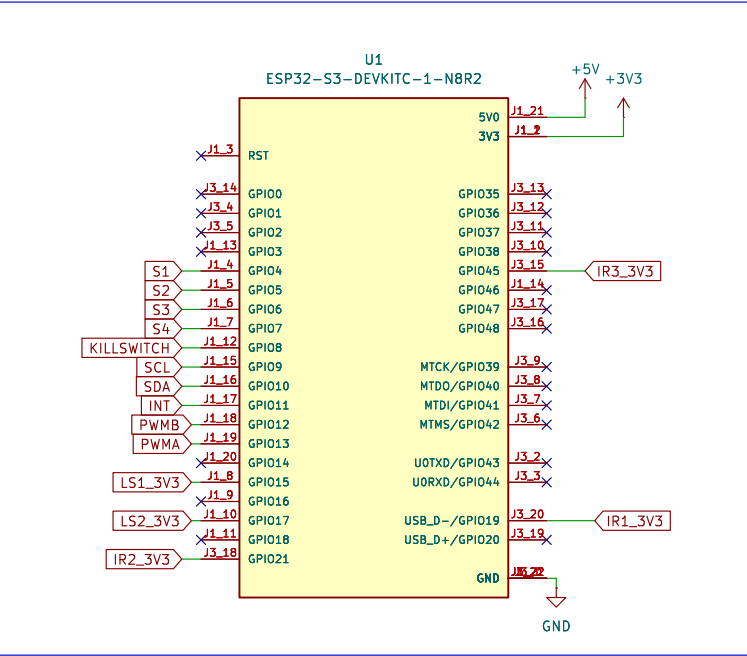 U1
ESP32-S3-DEVKITC-1-N8R2
+5V
+3V3
5V0 J1_21
3V3
J1_3 RST
J3_14 GPIO0 GPIO35 J3_13
J3_4 GPIO1 GPIO36 J3_12
J3_5 GPIO2 GPIO37 J3_11
J1_13 GPIO3 GPIO38 J3_10
S1 J1_4 GPIO4 GPIO45 J3_15 IR3_3V3
S2 J1_5 GPIO5 GPIO46 J1_14
S3 J1_6 GPIO6 GPIO47 J3_17
S4 J1_7 GPIO7 GPIO48 J3_16
KILLSWITCH J1_12 GPIO8
SCL J1_15 GPIO9 MTCK/GPIO39 J3_9
SDA J1_16 GPIO10 MTDO/GPIO40 J3_8
INT J1_17 GPIO11 MTDI/GPIO41 J3_7
PWMB J1_18 GPIO12 MTMS/GPIO42 J3_6
PWMA J1_19 GPIO13
J1_20 GPIO14 U0TXD/GPIO43 J3_2
LS1_3V3 J1_8 GPIO15 U0RXD/GPIO44 J3_3
J1_9 GPIO16
LS2_3V3 J1_10 GPIO17 USB_D-/GPIO19 J3_20 IR1_3V3
J1_11 GPIO18 USB_D+/GPIO20 J3_19
IR2_3V3 J3_18 GPIO21
GND
GND